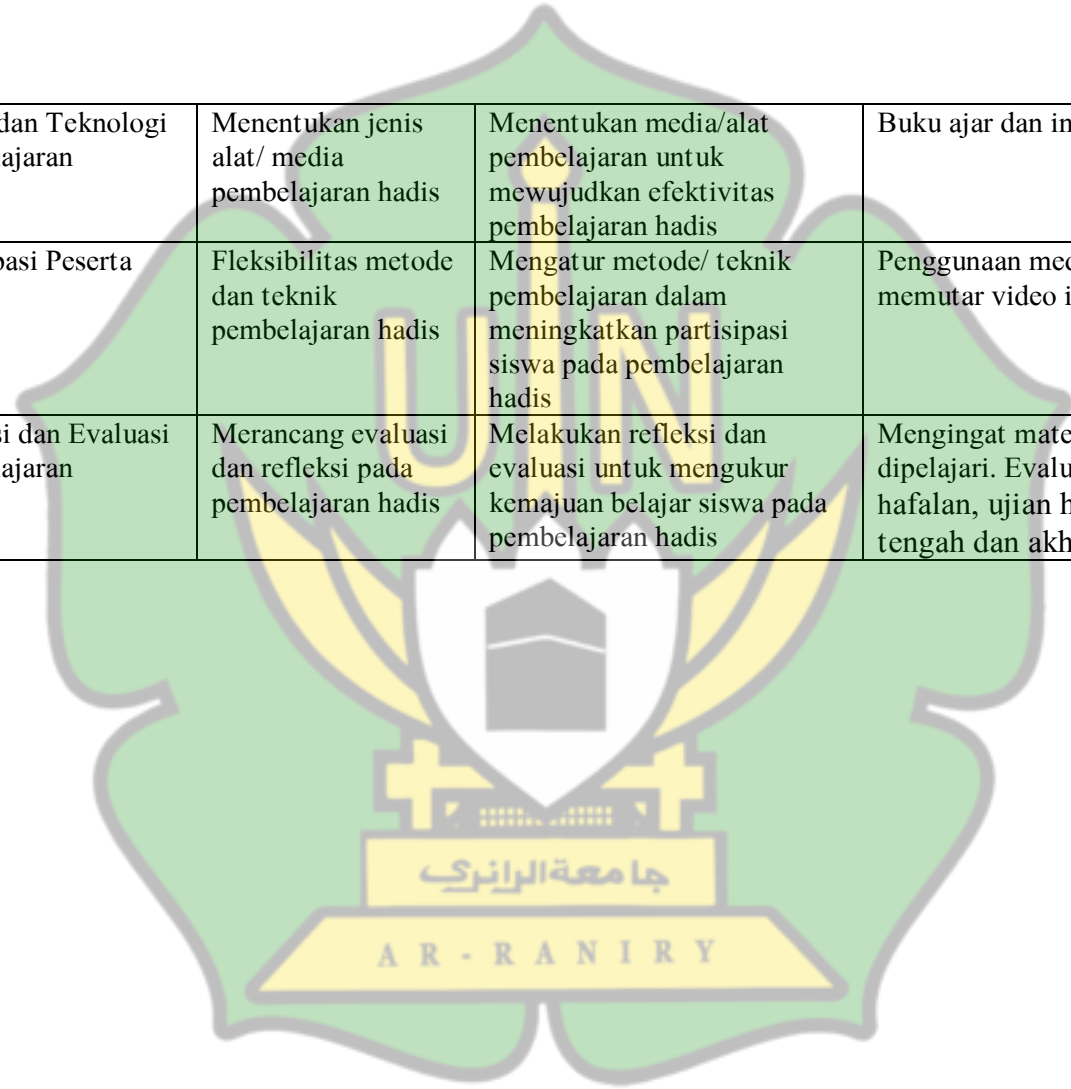 dan Teknologi
ajaran
Menentukan jenis
alat/ media
pembelajaran hadis
Menentukan media/alat
pembelajaran untuk
mewujudkan efektivitas
pembelajaran hadis
Buku ajar dan in
pasi Peserta
Fleksibilitas metode
dan teknik
pembelajaran hadis
Mengatur metode/ teknik
pembelajaran dalam
meningkatkan partisipasi
siswa pada pembelajaran
hadis
Penggunaan med
memutar video i
si dan Evaluasi
ajaran
Merancang evaluasi
dan refleksi pada
pembelajaran hadis
Melakukan refleksi dan
evaluasi untuk mengukur
kemajuan belajar siswa pada
pembelajaran hadis
Mengingat mate
dipelajari. Evalu
hafalan, ujian h
tengah dan akh
UIN
جامعة الرانري
AR-RANIRY